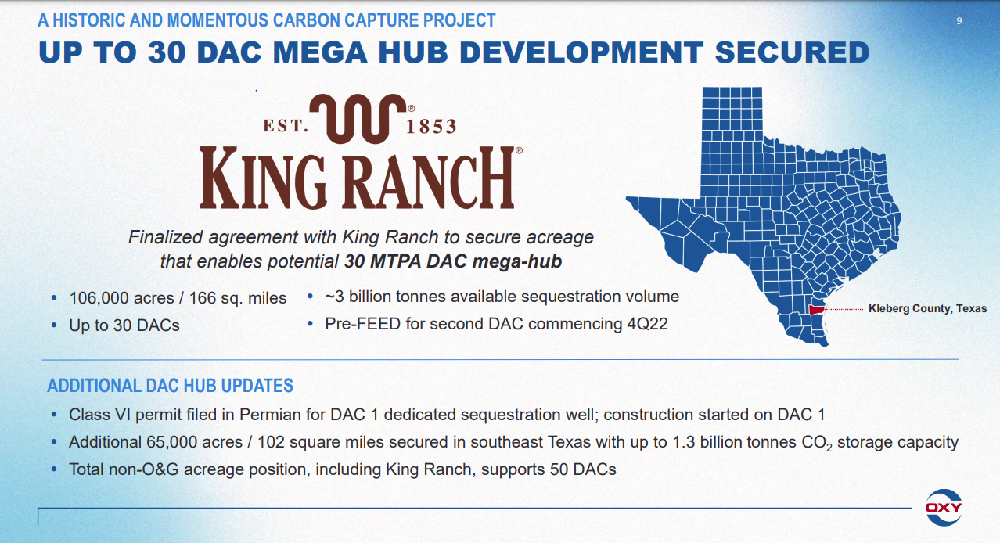 A HISTORIC AND MOMENTOUS CARBON CAPTURE PROJECT
9
UP TO 30 DAC MEGA HUB DEVELOPMENT SECURED
EST. ® 1853
KING RANCH®
Finalized agreement with King Ranch to secure acreage
that enables potential 30 MTPA DAC mega-hub
• 106,000 acres / 166 sq. miles
• Up to 30 DACs
• ~3 billion tonnes available sequestration volume
• Pre-FEED for second DAC commencing 4Q22
Kleberg County, Texas
ADDITIONAL DAC HUB UPDATES
• Class VI permit filed in Permian for DAC 1 dedicated sequestration well; construction started on DAC 1
• Additional 65,000 acres / 102 square miles secured in southeast Texas with up to 1.3 billion tonnes CO₂ storage capacity
• Total non-O&G acreage position, including King Ranch, supports 50 DACs
OXY